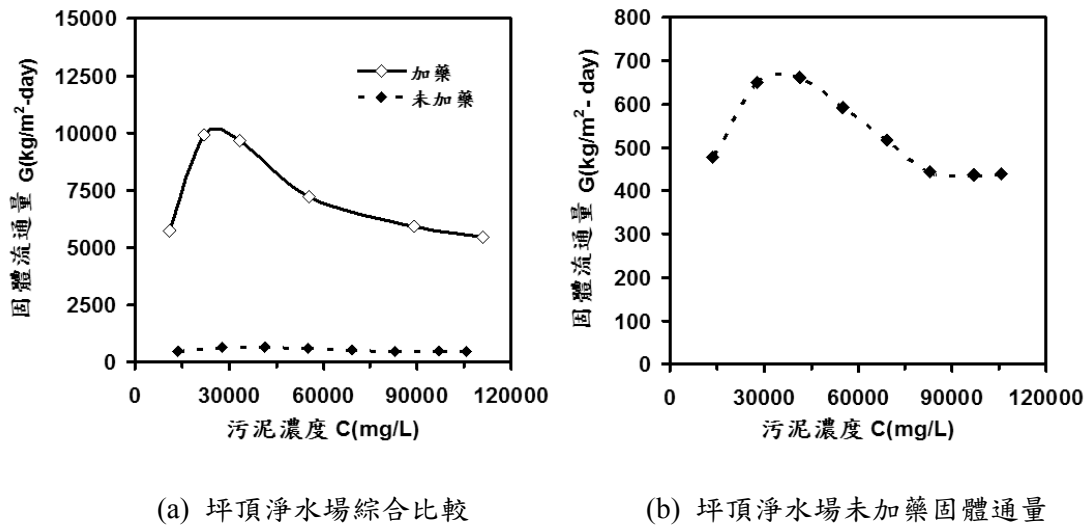 15000
12500
10000
7500
5000
2500
0
固體流通量 G(kg/m²-day)
加藥
未加藥
0 30000 60000 90000 120000
污泥濃度 C(mg/L)
800
700
600
500
400
300
200
100
0
固體流通量 G(kg/m²- day)
0 30000 60000 90000 120000
污泥濃度 C(mg/L)
(a) 坪頂淨水場綜合比較
(b) 坪頂淨水場未加藥固體通量